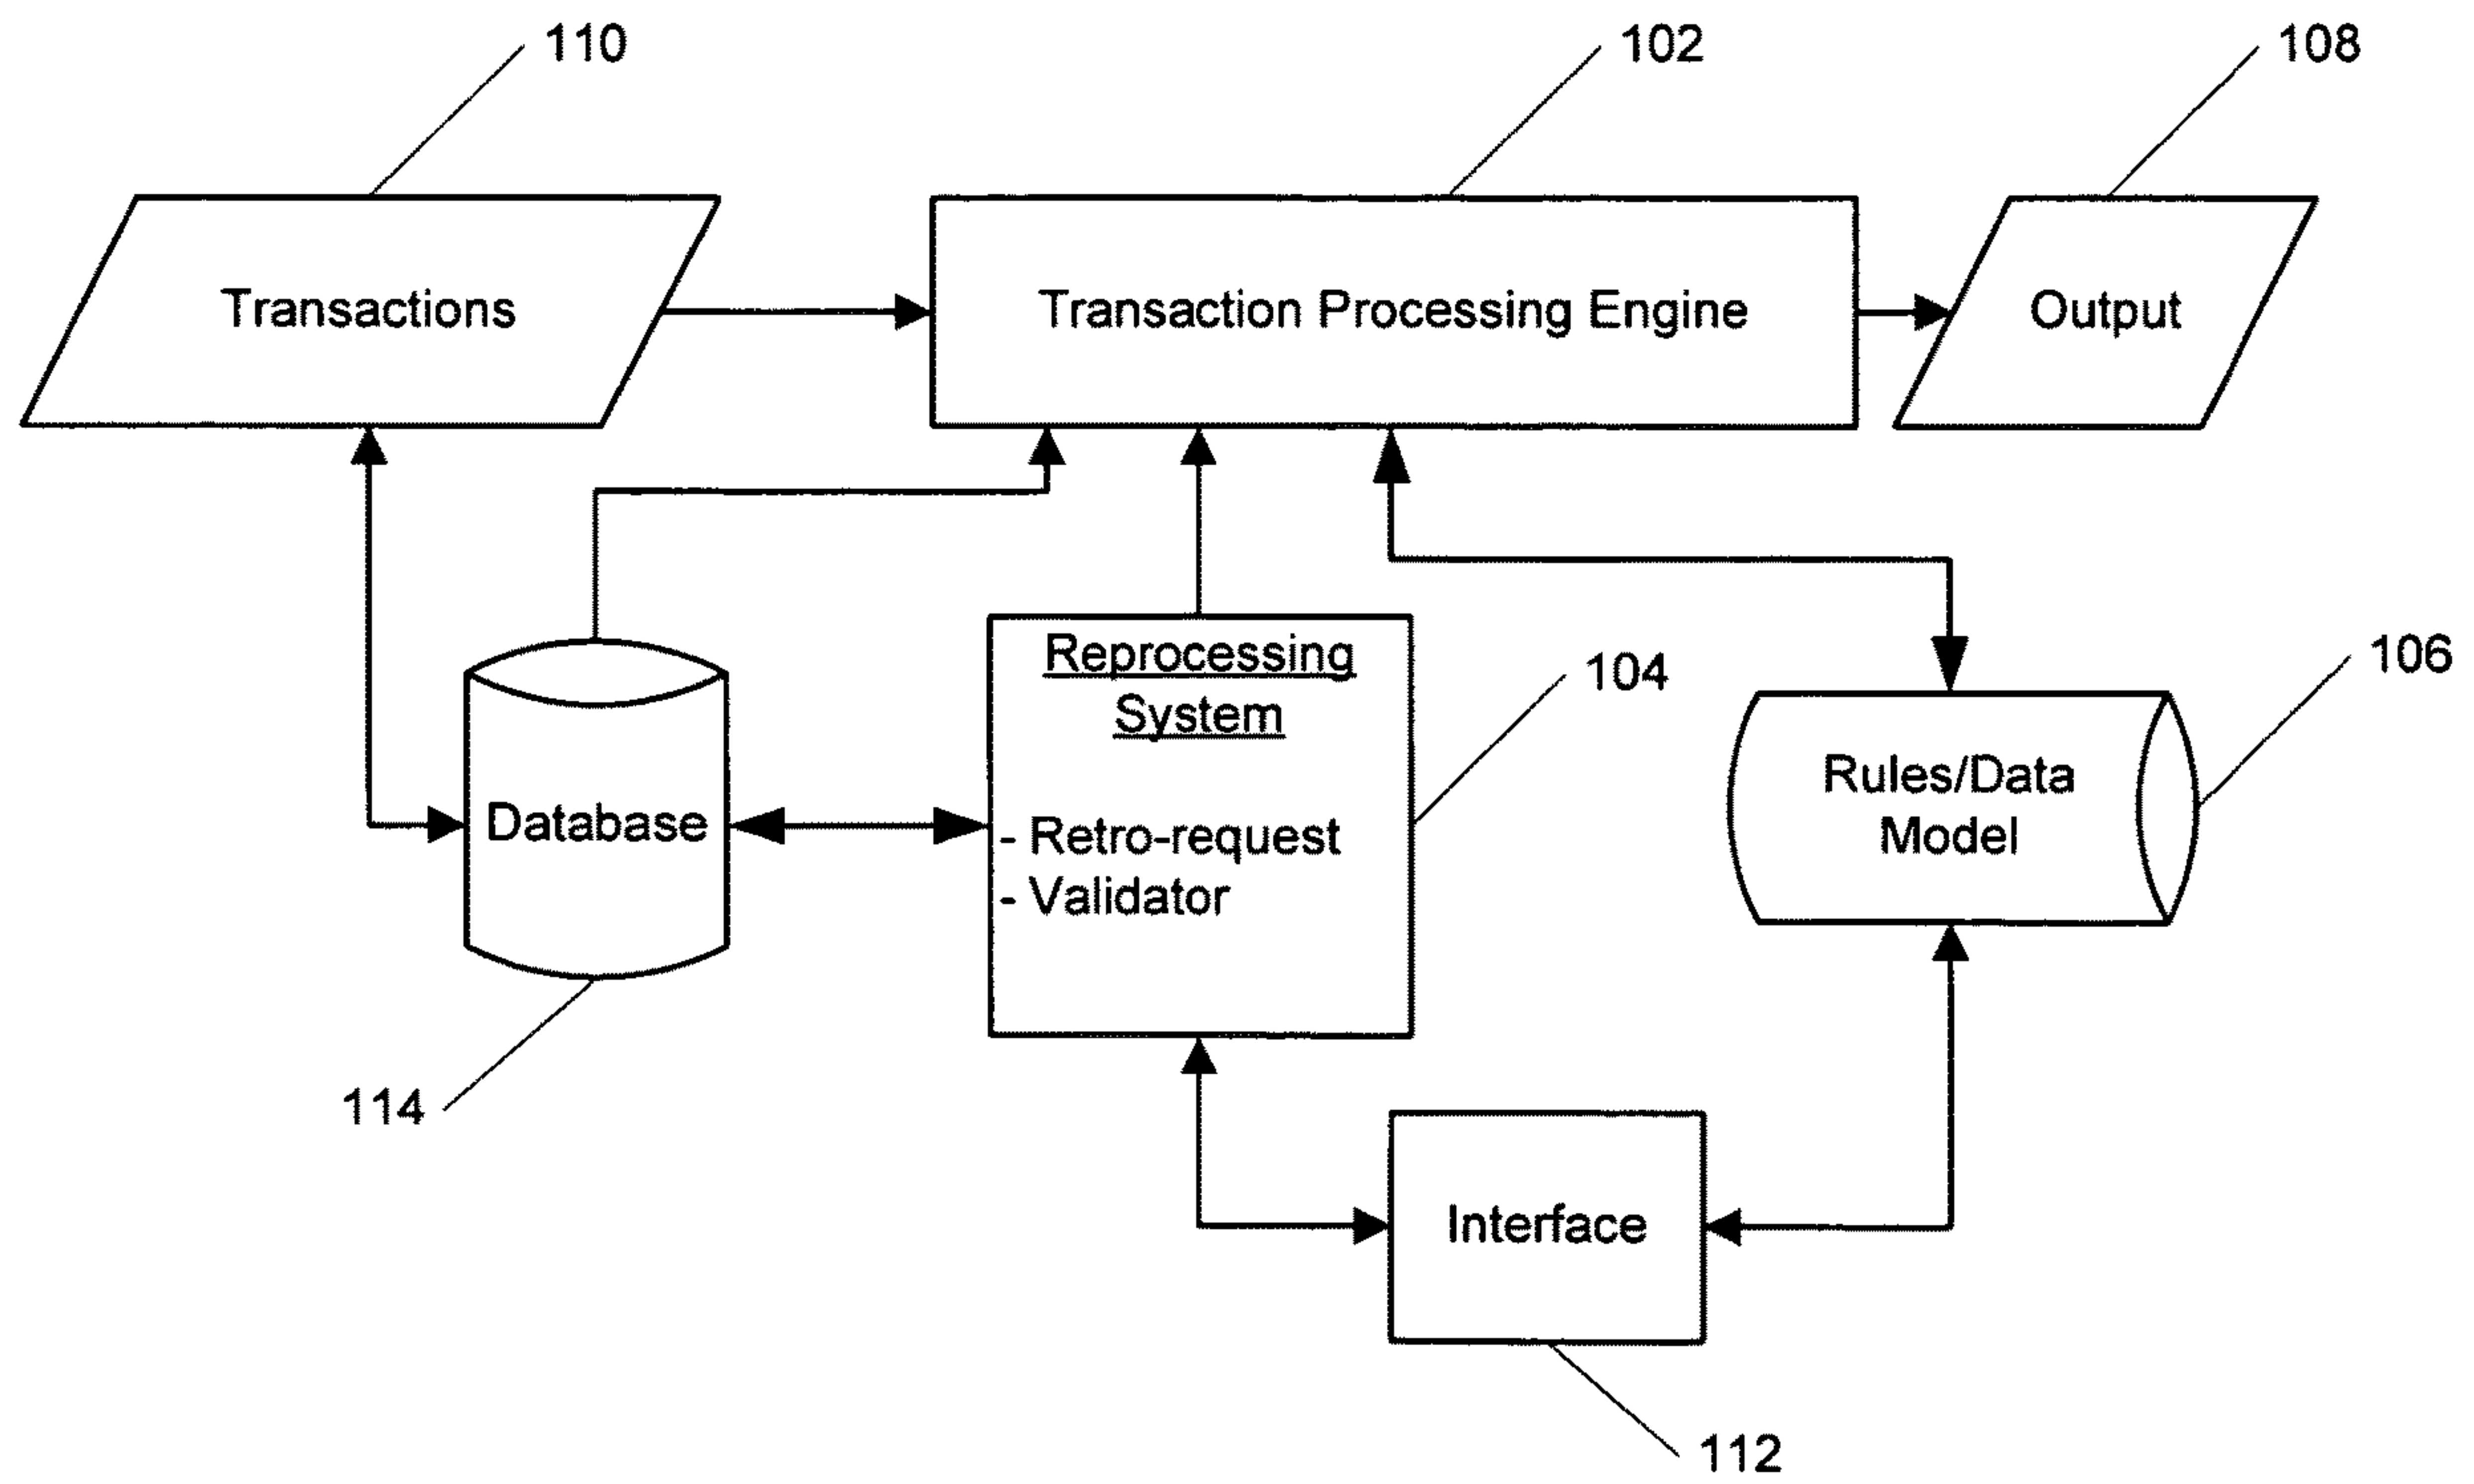 110
102
108
Transactions
Transaction Processing Engine
Output
Reprocessing
System
104
106
Rules/Data
Model
Database
- Retro-request
- Validator
114
Interface
112